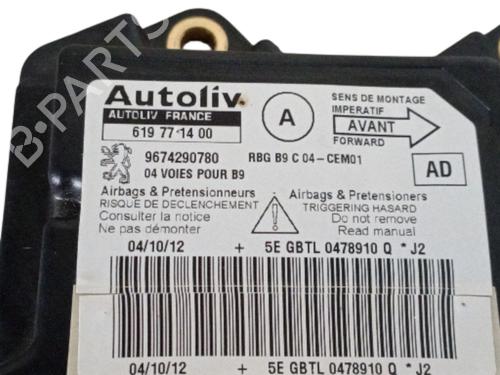 Autoliv
AUTOLIV FRANCE
619 77 14 00
A
SENS DE MONTAGE
IMPERATIF
AVANT
FORWARD
9674290780 RBG B9 C 04-CEM01
04 VOIES POUR B9
AD
Airbags & Pretensionneurs
RISQUE DE DECLENCHEMENT
Consulter la notice
Ne pas démonter
Airbags & Pretensioners
TRIGGERING HASARD
Do not remove
Read manual
04/10/12 + 5E GBTL 0478910 Q * J2
04/10/12 + 5E GBTL 0478910 Q * J2
B-PARTS